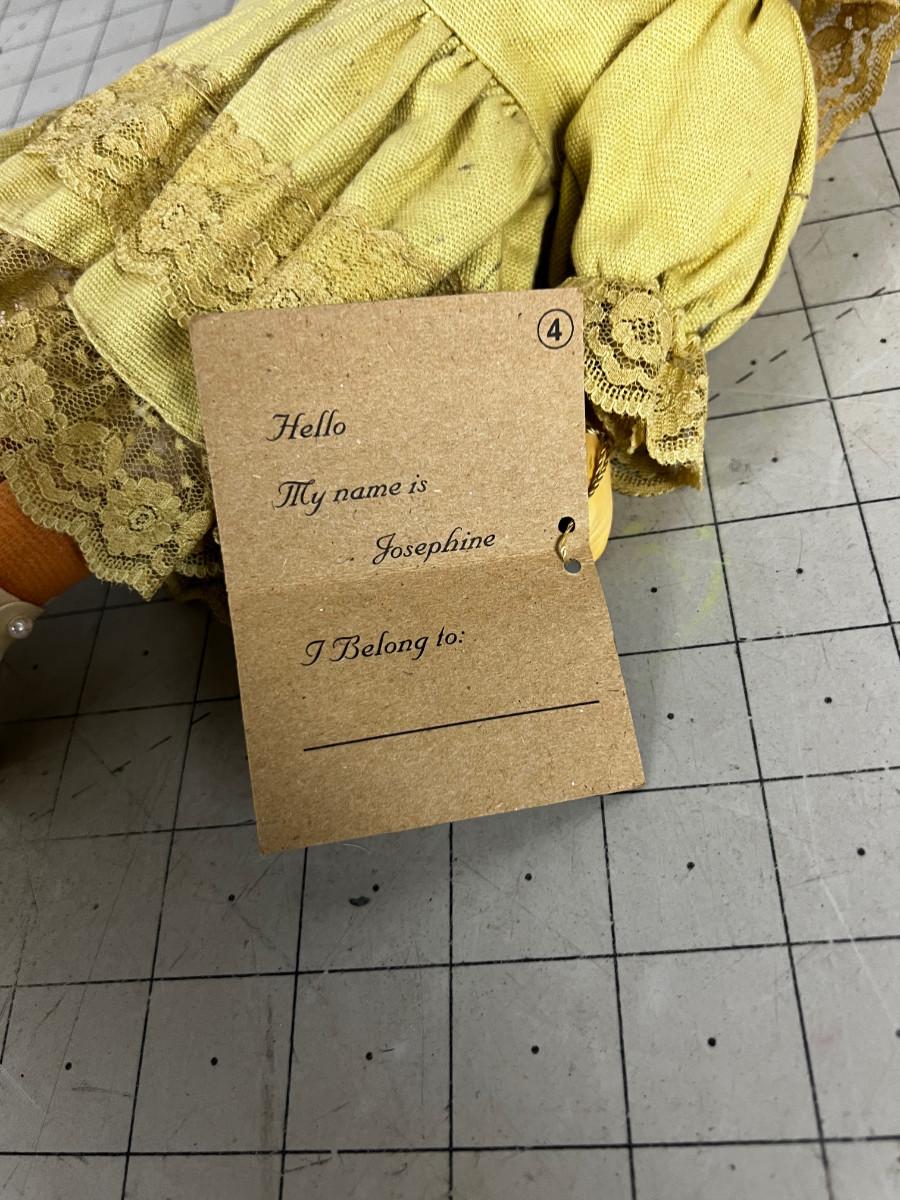 ④
Hello
My name is
Josephine
I Belong to: